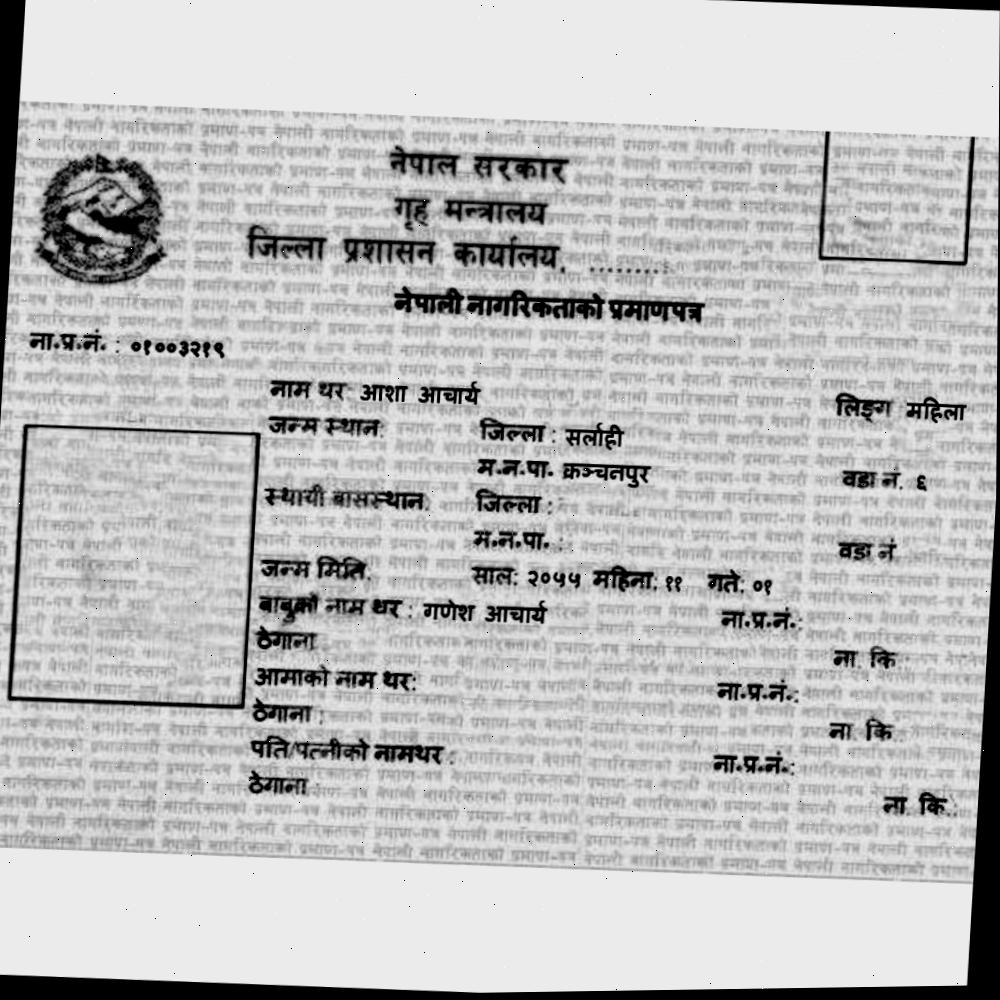 नेपाल सरकार
गृह मन्त्रालय
जिल्ला प्रशासन कार्यालय, .........
नेपाली नागरिकताको प्रमाणपत्र
ना.प्र.नं. : ०१००३२१९
नाम थर: आशा आचार्य लिङ्ग महिला
जन्म स्थान: जिल्ला : सर्लाही
म.न.पा. क्रञ्चनपुर वडा नं. ६
स्थायी बासस्थान: जिल्ला :
म.न.पा. : वडा नं.
जन्म मिति: साल: २०५५ महिना: ११ गते: ०१
बाबुको नाम थर : गणेश आचार्य ना.प्र.नं.:
ठेगाना ना. कि :
आमाको नाम थर: ना.प्र.नं.:
ठेगाना : ना. कि :
पति/पत्नीको नामथर : ना.प्र.नं.:
ठेगाना : ना. कि.: